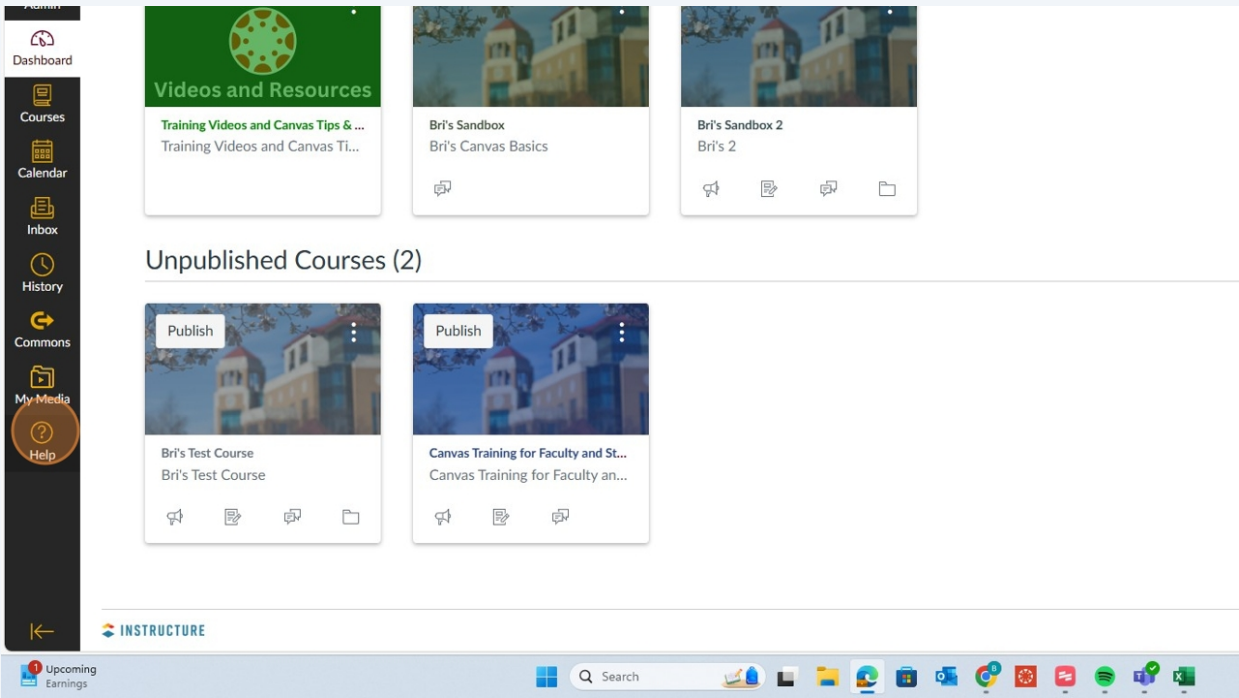 Admin
Dashboard
Courses
Calendar
Inbox
History
Commons
My Media
Help
Videos and Resources
Training Videos and Canvas Tips & ...
Training Videos and Canvas Ti...
Bri's Sandbox
Bri's Canvas Basics
Bri's Sandbox 2
Bri's 2
Unpublished Courses (2)
Publish
Bri's Test Course
Bri's Test Course
Publish
Canvas Training for Faculty and St...
Canvas Training for Faculty an...
INSTRUCTURE
1
Upcoming
Earnings
Search
8